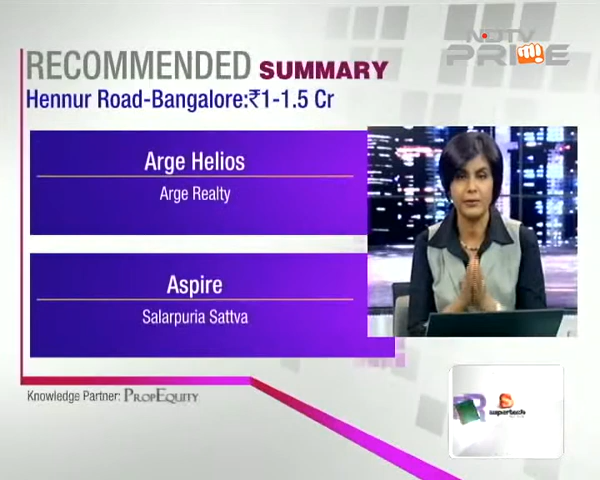 NDTV
PRIME
RECOMMENDED SUMMARY
Hennur Road-Bangalore:₹1-1.5 Cr
Arge Helios
Arge Realty
Aspire
Salarpuria Sattva
Knowledge Partner: PROPEQUITY
supertech